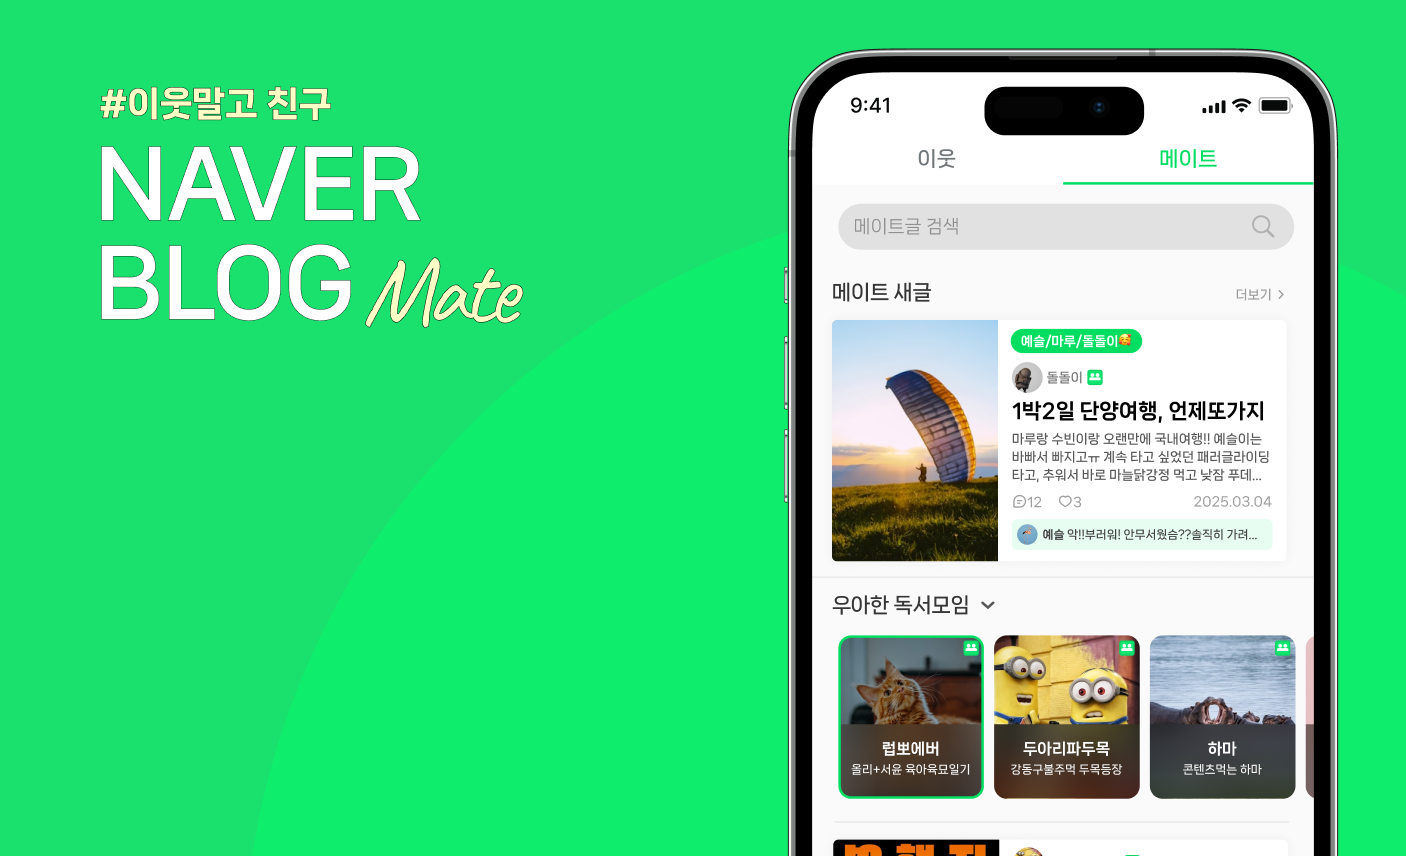 #이웃말고 친구
NAVER
BLOG Mate
9:41
이웃 메이트
메이트글 검색
메이트 새글 더보기
예슬/마루/돌돌이🥰
돌돌이
1박2일 단양여행, 언제또가지
마루랑 수빈이랑 오랜만에 국내여행!! 예슬이는
바빠서 빠지고ㅠ 계속 타고 싶었던 패러글라이딩
타고, 추워서 바로 마늘닭강정 먹고 낮잠 푸데...
12 3 2025.03.04
예슬 악!!부러워! 안무서웠슴??솔직히 가려...
우아한 독서모임
럽뽀에버 두아리파두목 하마
올리+서윤 육아육묘일기 강동구불주먹 두목등장 콘텐츠먹는 하마